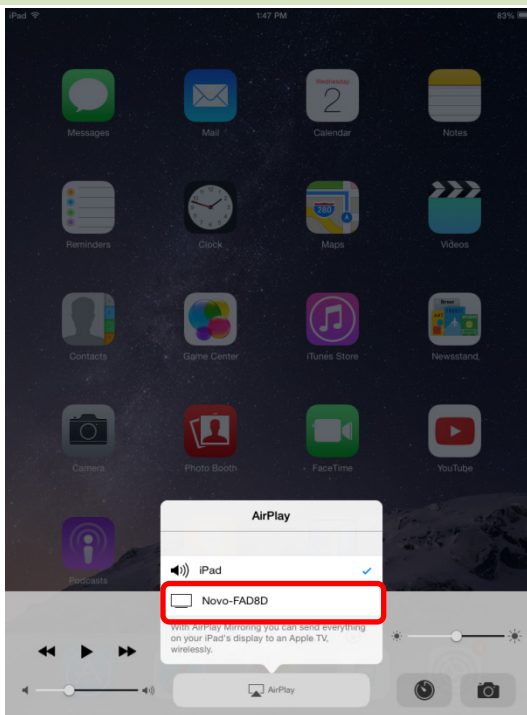 iPad 1:47 PM 83%
Messages Mail Wednesday 2 Calendar Notes
Reminders Clock 280 Maps Videos
Contacts Game Center iTunes Store Newsstand
Camera Photo Booth FaceTime YouTube
Podcasts
AirPlay
iPad
Novo-FAD8D
With AirPlay Mirroring you can send everything
on your iPad's display to an Apple TV,
wirelessly.
AirPlay